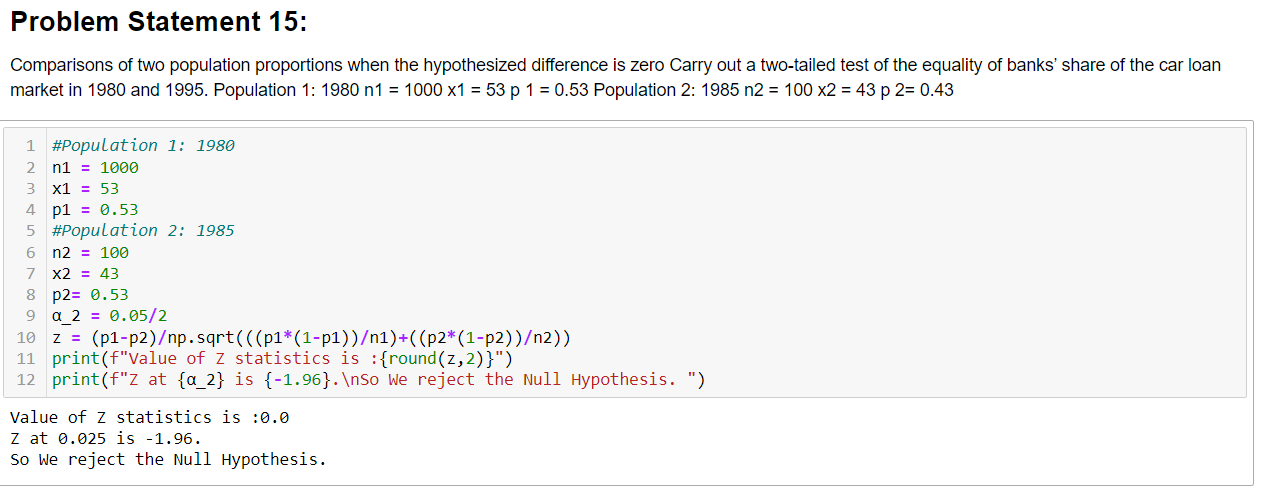 Problem Statement 15:
Comparisons of two population proportions when the hypothesized difference is zero Carry out a two-tailed test of the equality of banks’ share of the car loan
market in 1980 and 1995. Population 1: 1980 n1 = 1000 x1 = 53 p 1 = 0.53 Population 2: 1985 n2 = 100 x2 = 43 p 2= 0.43
1 #Population 1: 1980
2 n1 = 1000
3 x1 = 53
4 p1 = 0.53
5 #Population 2: 1985
6 n2 = 100
7 x2 = 43
8 p2= 0.53
9 α_2 = 0.05/2
10 z = (p1-p2)/np.sqrt(((p1*(1-p1))/n1)+((p2*(1-p2))/n2))
11 print(f"Value of Z statistics is :{round(z,2)}")
12 print(f"Z at {α_2} is {-1.96}.\nSo We reject the Null Hypothesis. ")
Value of Z statistics is :0.0
Z at 0.025 is -1.96.
So We reject the Null Hypothesis.